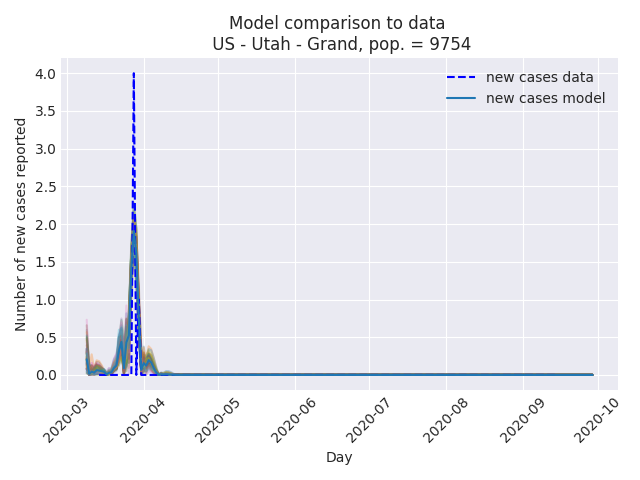 Model comparison to data
US - Utah - Grand, pop. = 9754
new cases data
new cases model
Number of new cases reported
4.0
3.5
3.0
2.5
2.0
1.5
1.0
0.5
0.0
2020-03
2020-04
2020-05
2020-06
2020-07
2020-08
2020-09
2020-10
Day